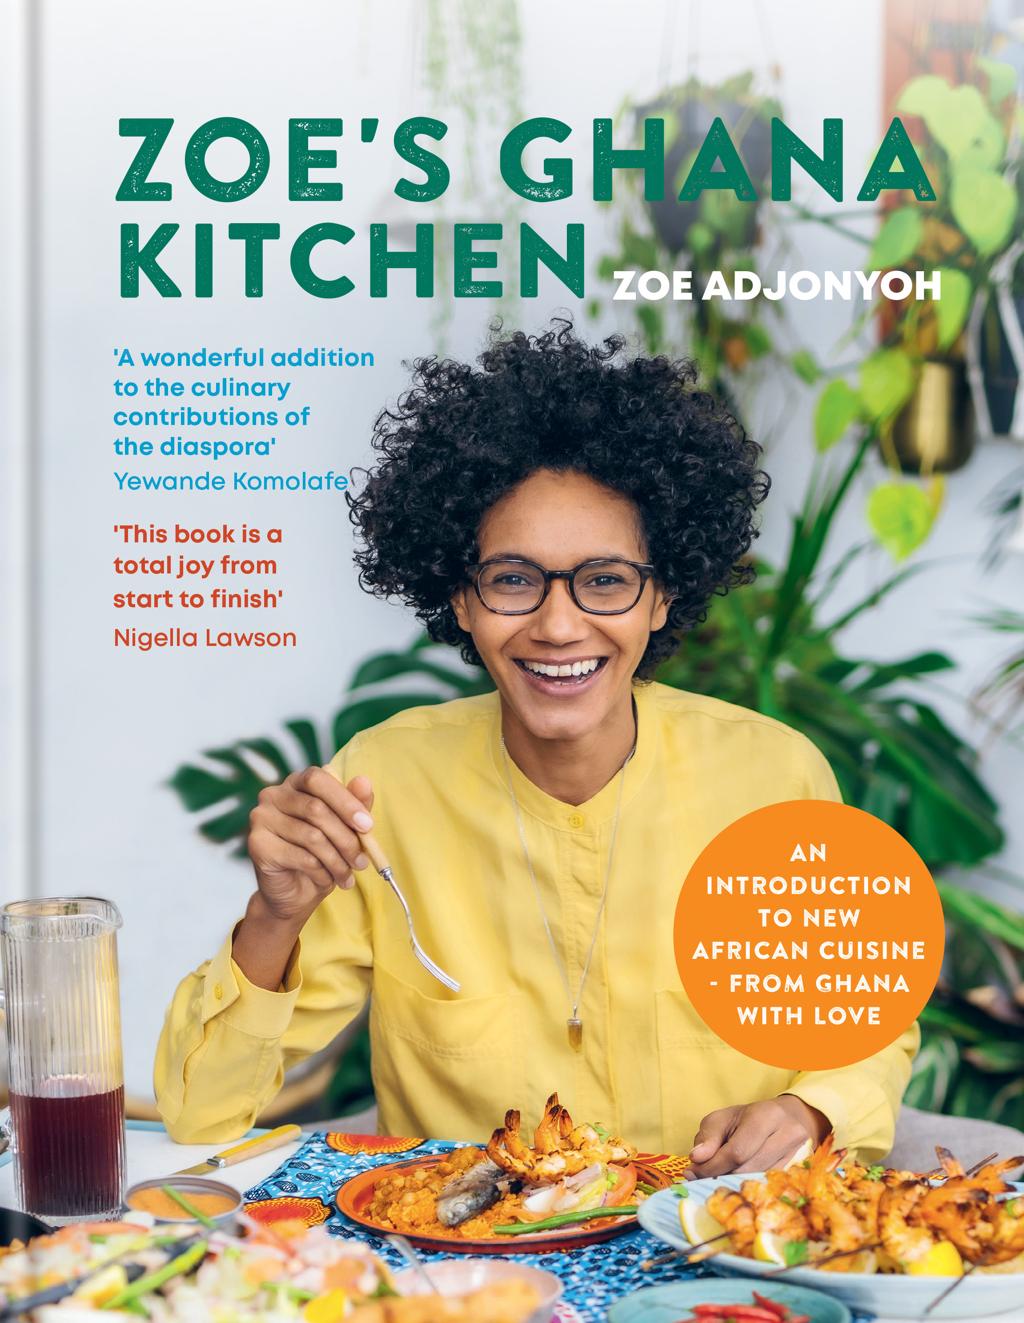 ZOE'S GHANA
KITCHEN
ZOE ADJONYOH
'A wonderful addition
to the culinary
contributions of
the diaspora'
Yewande Komolafe
'This book is a
total joy from
start to finish'
Nigella Lawson
AN
INTRODUCTION
TO NEW
AFRICAN CUISINE
- FROM GHANA
WITH LOVE